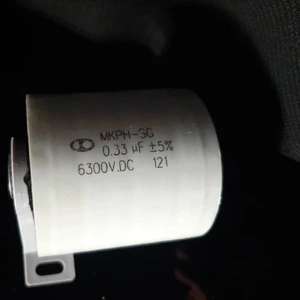 MKPH-SG
0.33 µF ±5%
6300V.DC 121